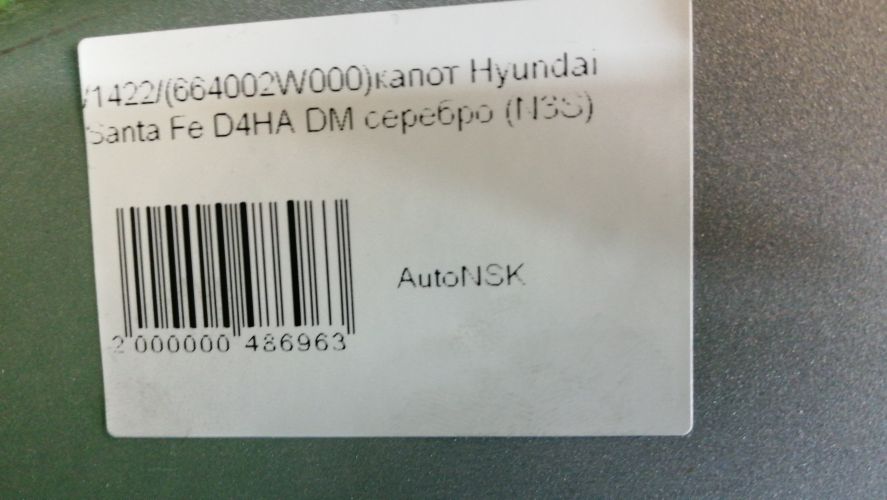 /1422/(664002W000)капот Hyundai
Santa Fe D4HA DM серебро (N3S)
AutoNSK
2 000000 486963